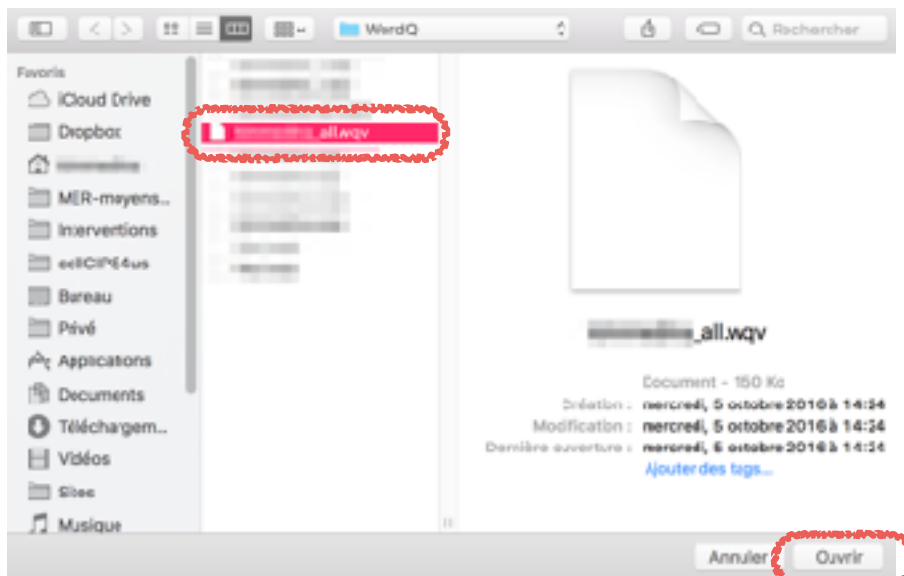 WordQ
Rechercher
Favoris
iCloud Drive
Dropbox
MER-moyens...
Interventions
Bureau
Privé
Applications
Documents
Téléchargem...
Vidéos
Sites
Musique
_all.wqv
_all.wqv
Document - 150 Ko
Création : mercredi, 5 octobre 2016 à 14:24
Modification : mercredi, 5 octobre 2016 à 14:24
Dernière ouverture : mercredi, 5 octobre 2016 à 14:24
Ajouter des tags...
Annuler
Ouvrir